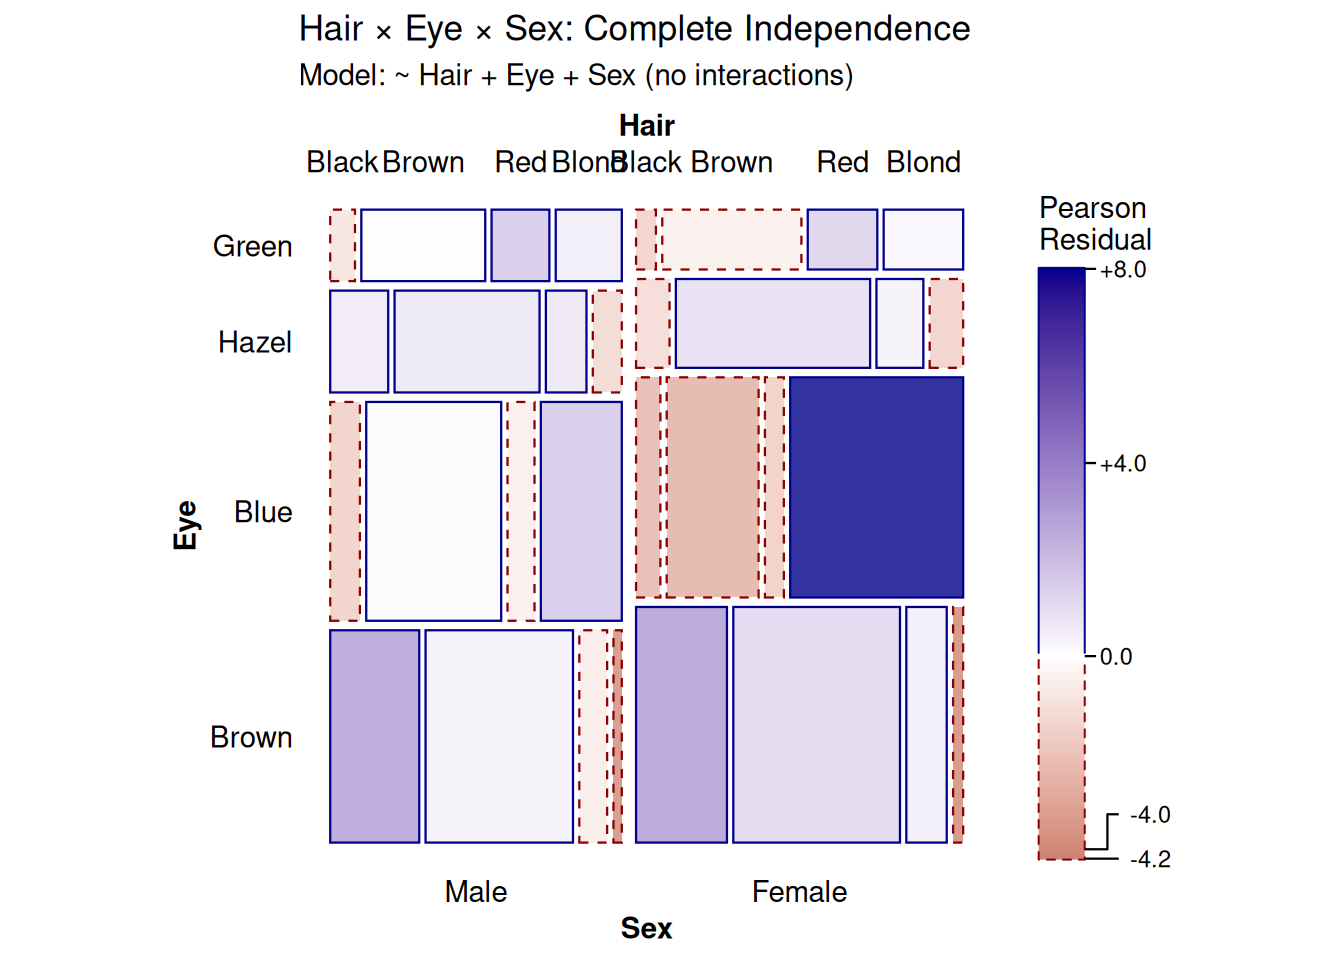 Hair × Eye × Sex: Complete Independence
Model: ~ Hair + Eye + Sex (no interactions)
Hair
Black Brown Red Blond Black Brown Red Blond
Pearson
Residual
+8.0
+4.0
0.0
-4.0
-4.2
Eye
Green
Hazel
Blue
Brown
Male Female
Sex